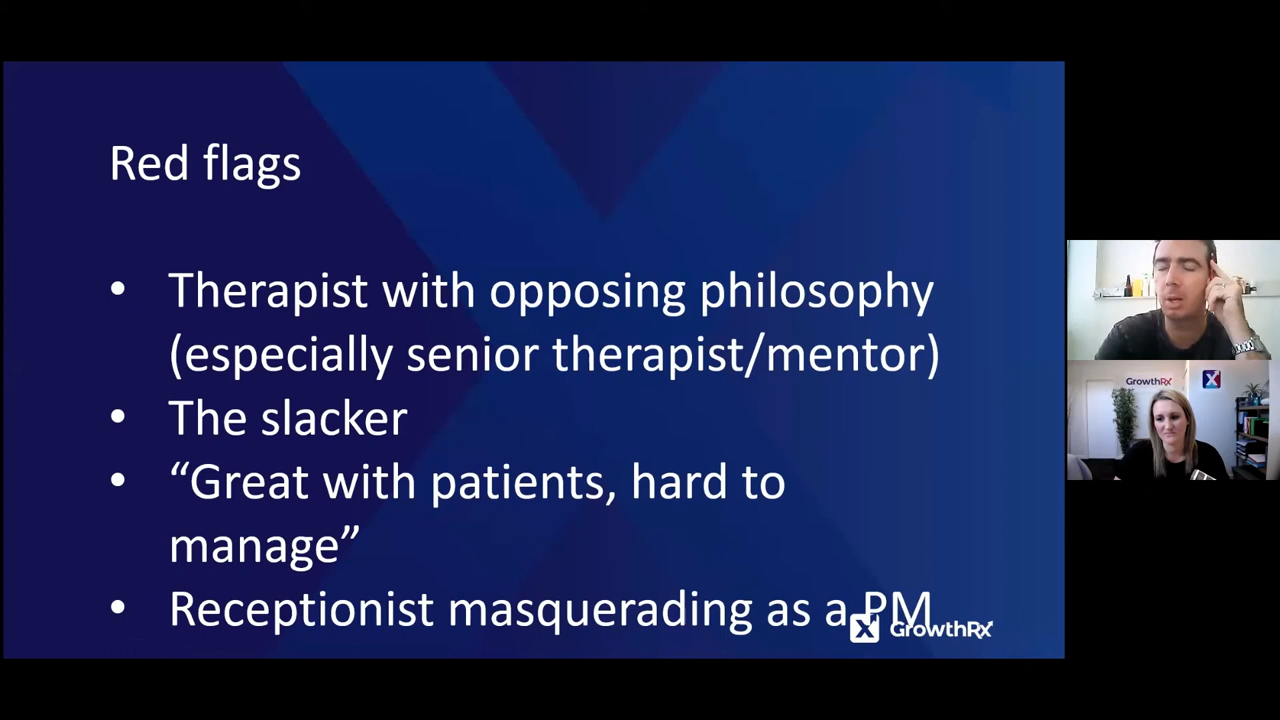 Red flags
• Therapist with opposing philosophy
(especially senior therapist/mentor)
• The slacker
• “Great with patients, hard to
manage”
• Receptionist masquerading as a PM
X GrowthRx
GrowthRx
X